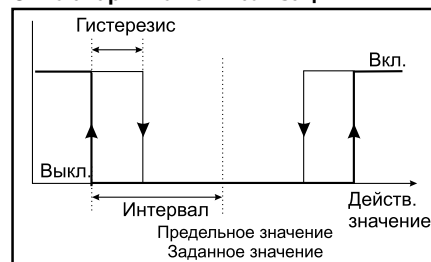 Гистерезис
Вкл.
Выкл.
Интервал
Действ.
значение
Предельное значение
Заданное значение